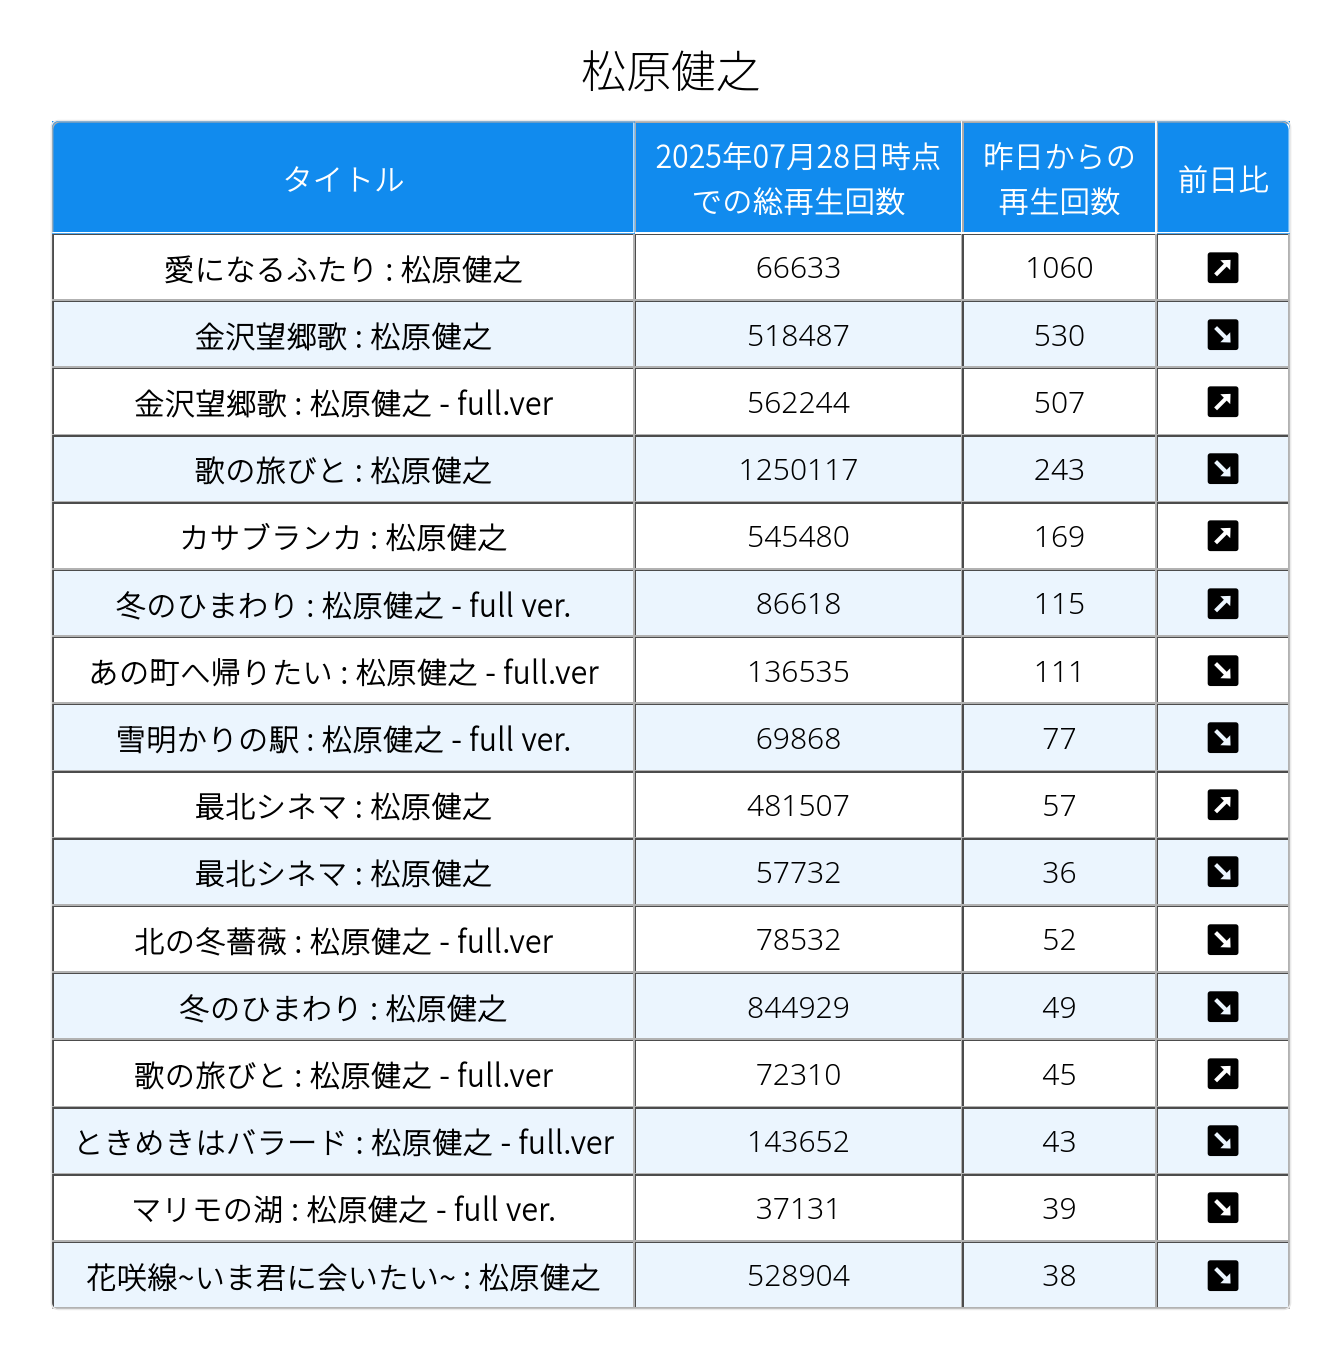 松原健之
タイトル
2025年07月28日時点
での総再生回数
昨日からの
再生回数
前日比
愛になるふたり : 松原健之 66633 1060 ↗
金沢望郷歌 : 松原健之 518487 530 ↘
金沢望郷歌 : 松原健之 - full.ver 562244 507 ↗
歌の旅びと : 松原健之 1250117 243 ↘
カサブランカ : 松原健之 545480 169 ↗
冬のひまわり : 松原健之 - full ver. 86618 115 ↗
あの町へ帰りたい : 松原健之 - full.ver 136535 111 ↘
雪明かりの駅 : 松原健之 - full ver. 69868 77 ↘
最北シネマ : 松原健之 481507 57 ↗
最北シネマ : 松原健之 57732 36 ↘
北の冬薔薇 : 松原健之 - full.ver 78532 52 ↘
冬のひまわり : 松原健之 844929 49 ↘
歌の旅びと : 松原健之 - full.ver 72310 45 ↗
ときめきはバラード : 松原健之 - full.ver 143652 43 ↘
マリモの湖 : 松原健之 - full ver. 37131 39 ↘
花咲線~いま君に会いたい~ : 松原健之 528904 38 ↘